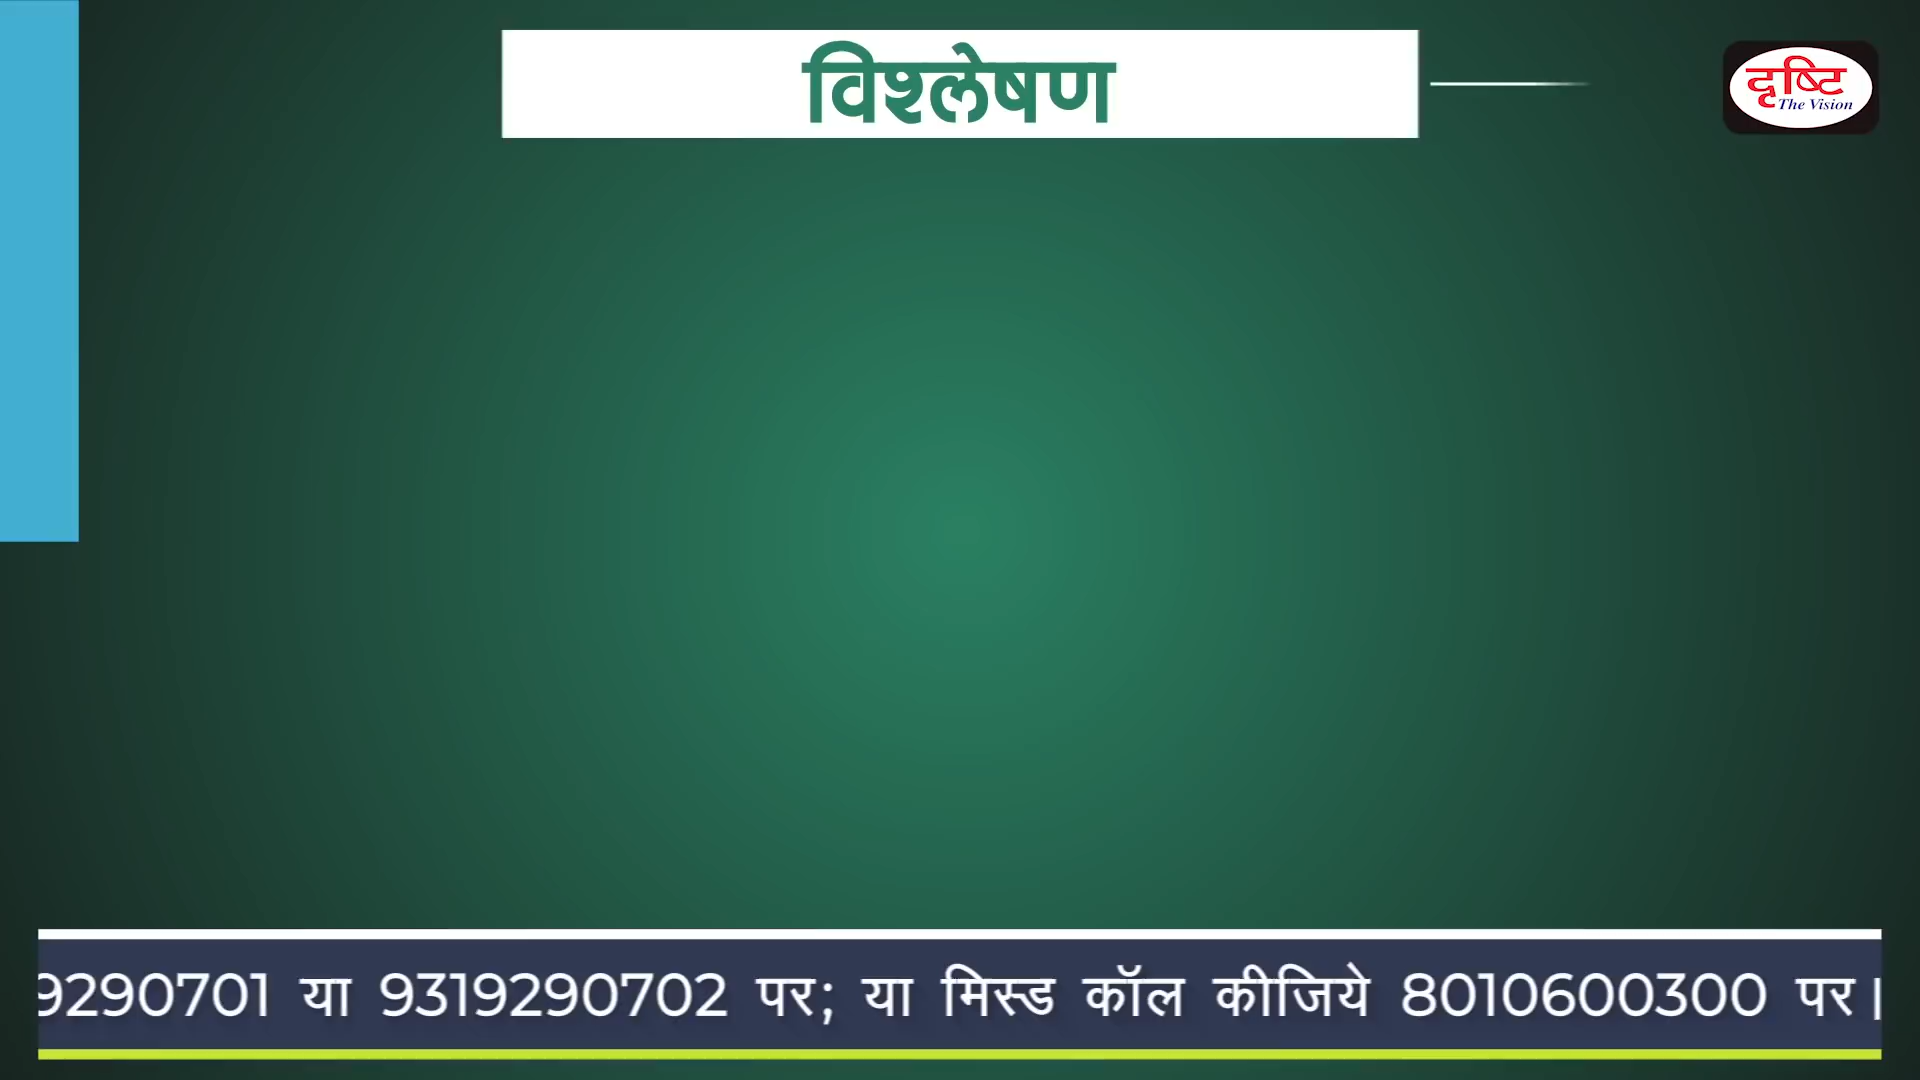 विश्लेषण
दृष्टि
The Vision
9290701 या 9319290702 पर; या मिस्ड कॉल कीजिये 8010600300 पर।